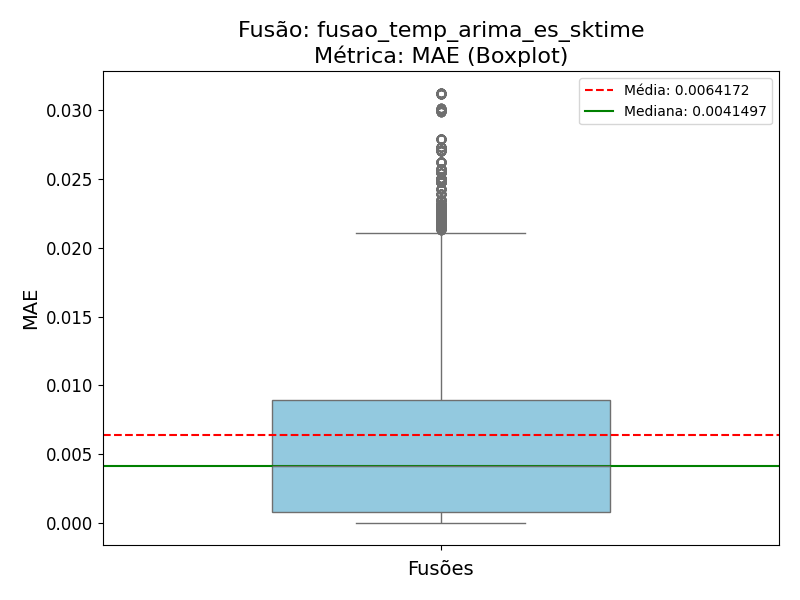 Fusão: fusao_temp_arima_es_sktime
Métrica: MAE (Boxplot)
Média: 0.0064172
Mediana: 0.0041497
0.030
0.025
0.020
0.015
0.010
0.005
0.000
MAE
Fusões